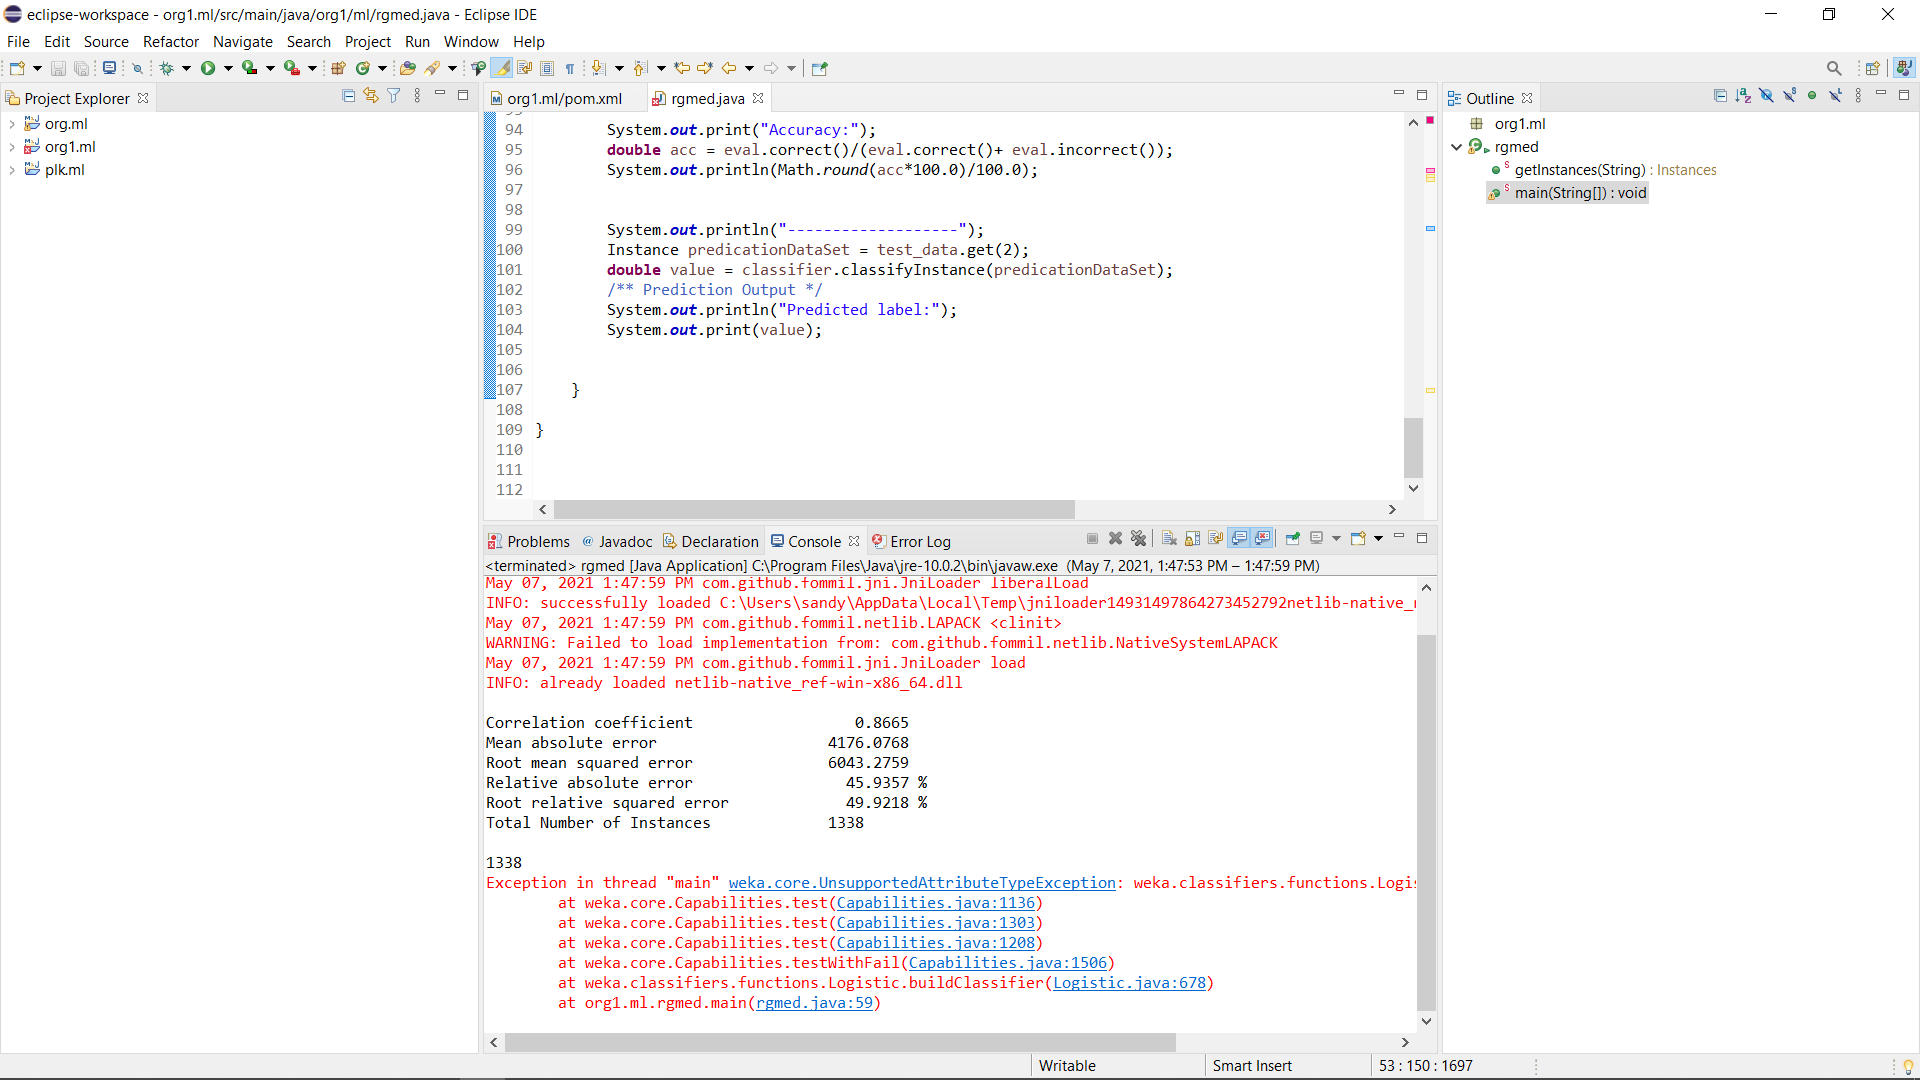 eclipse-workspace - org1.ml/src/main/java/org1/ml/rgmed.java - Eclipse IDE
File Edit Source Refactor Navigate Search Project Run Window Help
Project Explorer
org.ml
org1.ml
plk.ml
org1.ml/pom.xml
rgmed.java
94 System.out.print("Accuracy:");
95 double acc = eval.correct()/(eval.correct()+ eval.incorrect());
96 System.out.println(Math.round(acc*100.0)/100.0);
97
98
99 System.out.println("-------------------");
100 Instance predicationDataSet = test_data.get(2);
101 double value = classifier.classifyInstance(predicationDataSet);
102 /** Prediction Output */
103 System.out.println("Predicted label:");
104 System.out.print(value);
105
106
107 }
108
109 }
110
111
112
Problems @ Javadoc Declaration Console Error Log
<terminated> rgmed [Java Application] C:\Program Files\Java\jre-10.0.2\bin\javaw.exe (May 7, 2021, 1:47:53 PM – 1:47:59 PM)
May 07, 2021 1:47:59 PM com.github.fommil.jni.JniLoader liberalLoad
INFO: successfully loaded C:\Users\sandy\AppData\Local\Temp\jniloader14931497864273452792netlib-native_
May 07, 2021 1:47:59 PM com.github.fommil.netlib.LAPACK <clinit>
WARNING: Failed to load implementation from: com.github.fommil.netlib.NativeSystemLAPACK
May 07, 2021 1:47:59 PM com.github.fommil.jni.JniLoader load
INFO: already loaded netlib-native_ref-win-x86_64.dll
Correlation coefficient 0.8665
Mean absolute error 4176.0768
Root mean squared error 6043.2759
Relative absolute error 45.9357 %
Root relative squared error 49.9218 %
Total Number of Instances 1338
1338
Exception in thread "main" weka.core.UnsupportedAttributeTypeException: weka.classifiers.functions.Logi
at weka.core.Capabilities.test(Capabilities.java:1136)
at weka.core.Capabilities.test(Capabilities.java:1303)
at weka.core.Capabilities.test(Capabilities.java:1208)
at weka.core.Capabilities.testWithFail(Capabilities.java:1506)
at weka.classifiers.functions.Logistic.buildClassifier(Logistic.java:678)
at org1.ml.rgmed.main(rgmed.java:59)
Outline
org1.ml
rgmed
getInstances(String) : Instances
main(String[]) : void
Writable
Smart Insert
53 : 150 : 1697